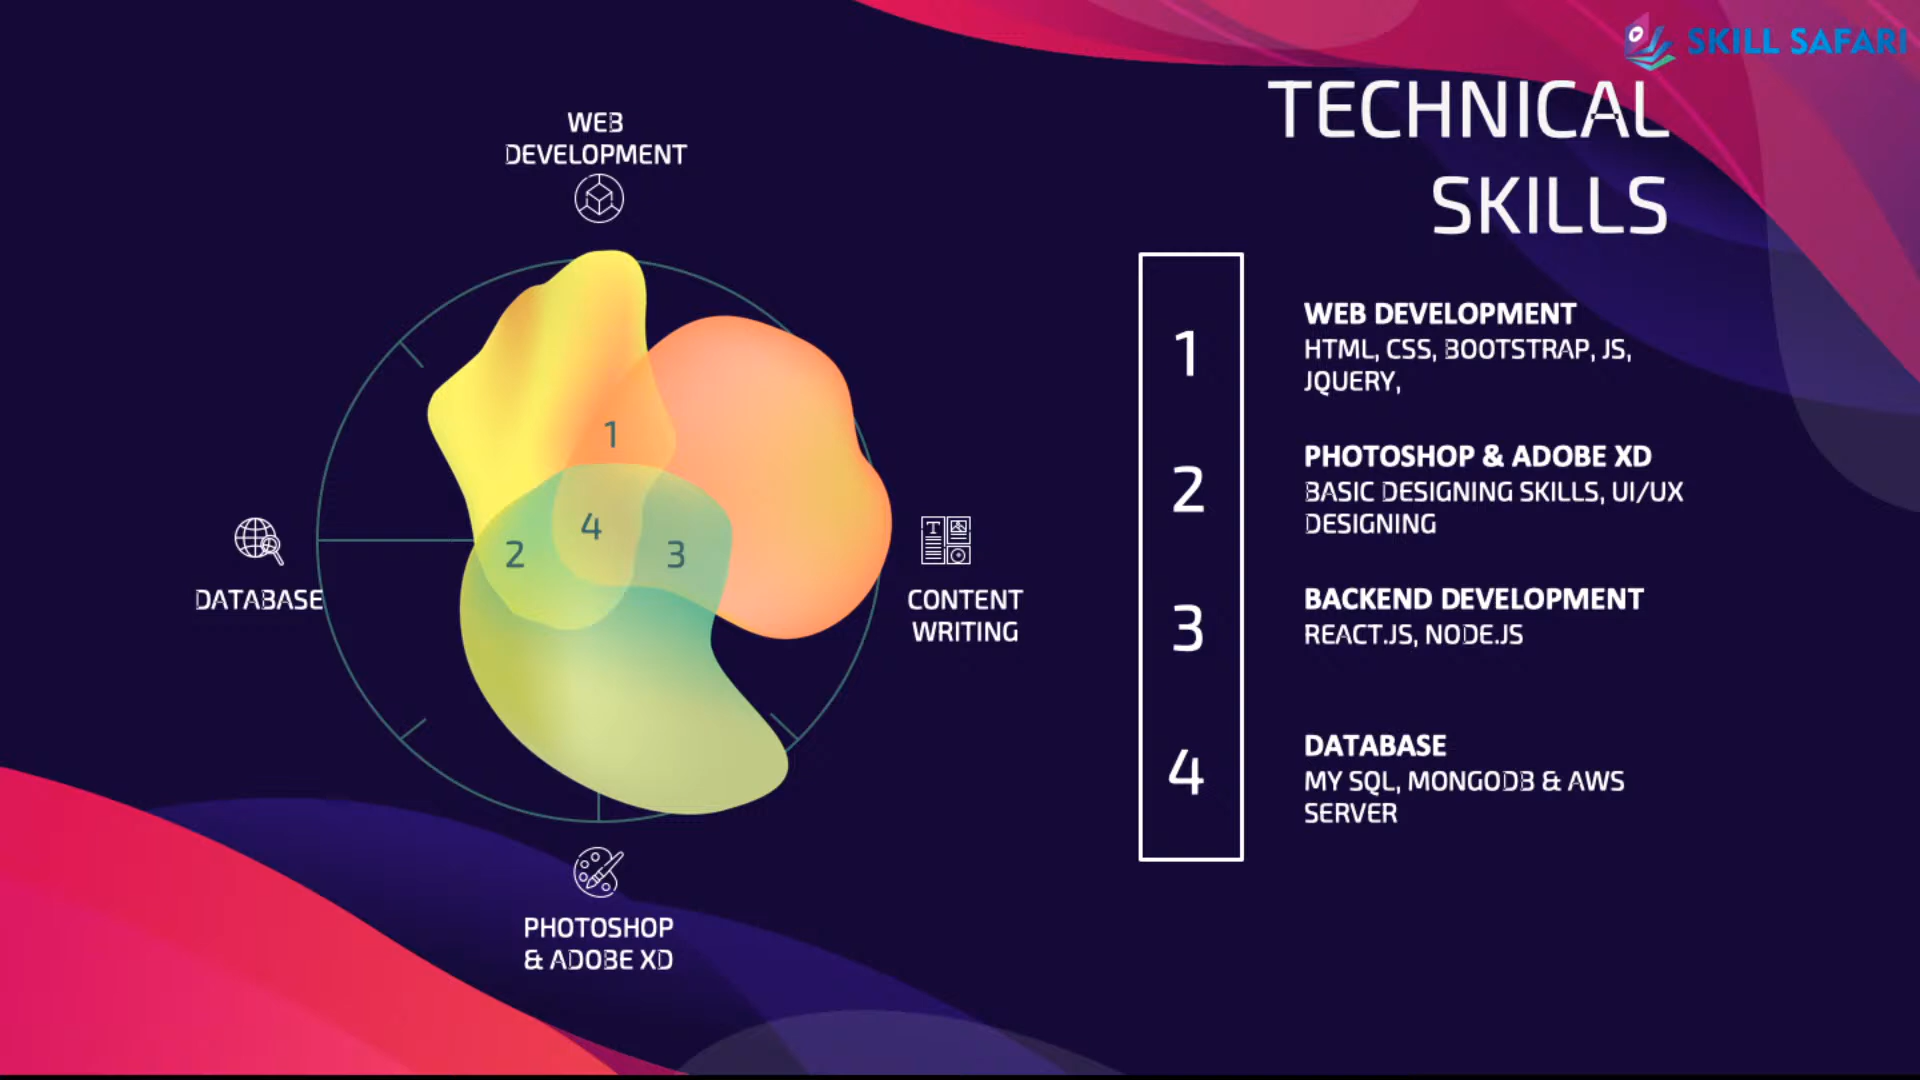 SKILL SAFARI
TECHNICAL
SKILLS
WEB
DEVELOPMENT
DATABASE
CONTENT
WRITING
PHOTOSHOP
& ADOBE XD
1
2
4
3
T
1
WEB DEVELOPMENT
HTML, CSS, BOOTSTRAP, JS,
JQUERY,
2
PHOTOSHOP & ADOBE XD
BASIC DESIGNING SKILLS, UI/UX
DESIGNING
3
BACKEND DEVELOPMENT
REACT.JS, NODE.JS
4
DATABASE
MY SQL, MONGODB & AWS
SERVER